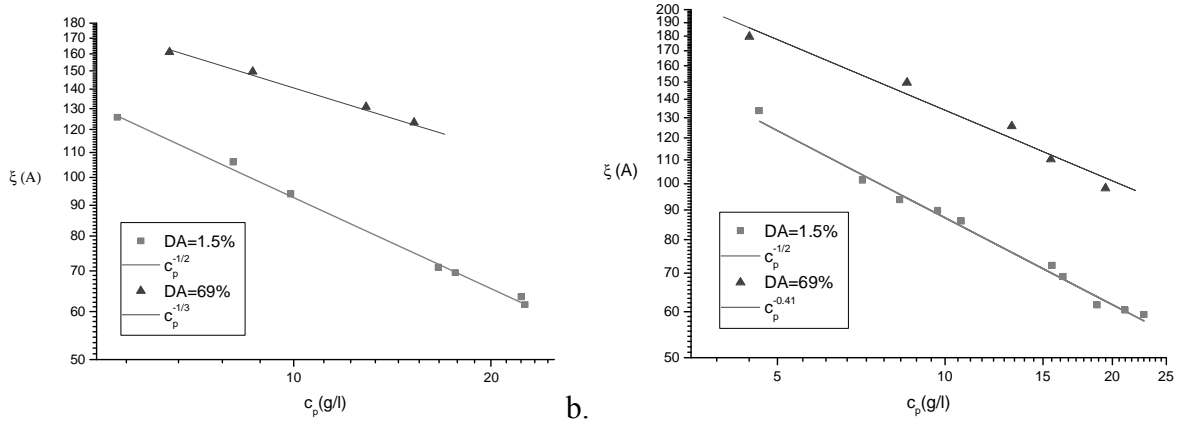 180
170
160
150
140
130
120
110
100
90
80
70
60
50
ξ (A)
DA=1.5%
c_p^-1/2
DA=69%
c_p^-1/3
10
20
c_p(g/l)
b.
200
190
180
170
160
150
140
130
120
110
100
90
80
70
60
50
ξ (A)
DA=1.5%
c_p^-1/2
DA=69%
c_p^-0.41
5
10
15
20
25
c_p(g/l)